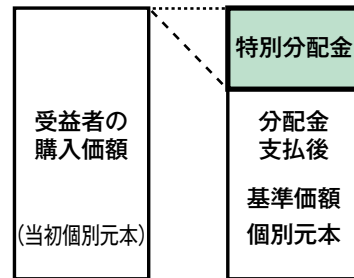 受益者の
購入価額
(当初個別元本)
特別分配金
分配金
支払後
基準価額
個別元本